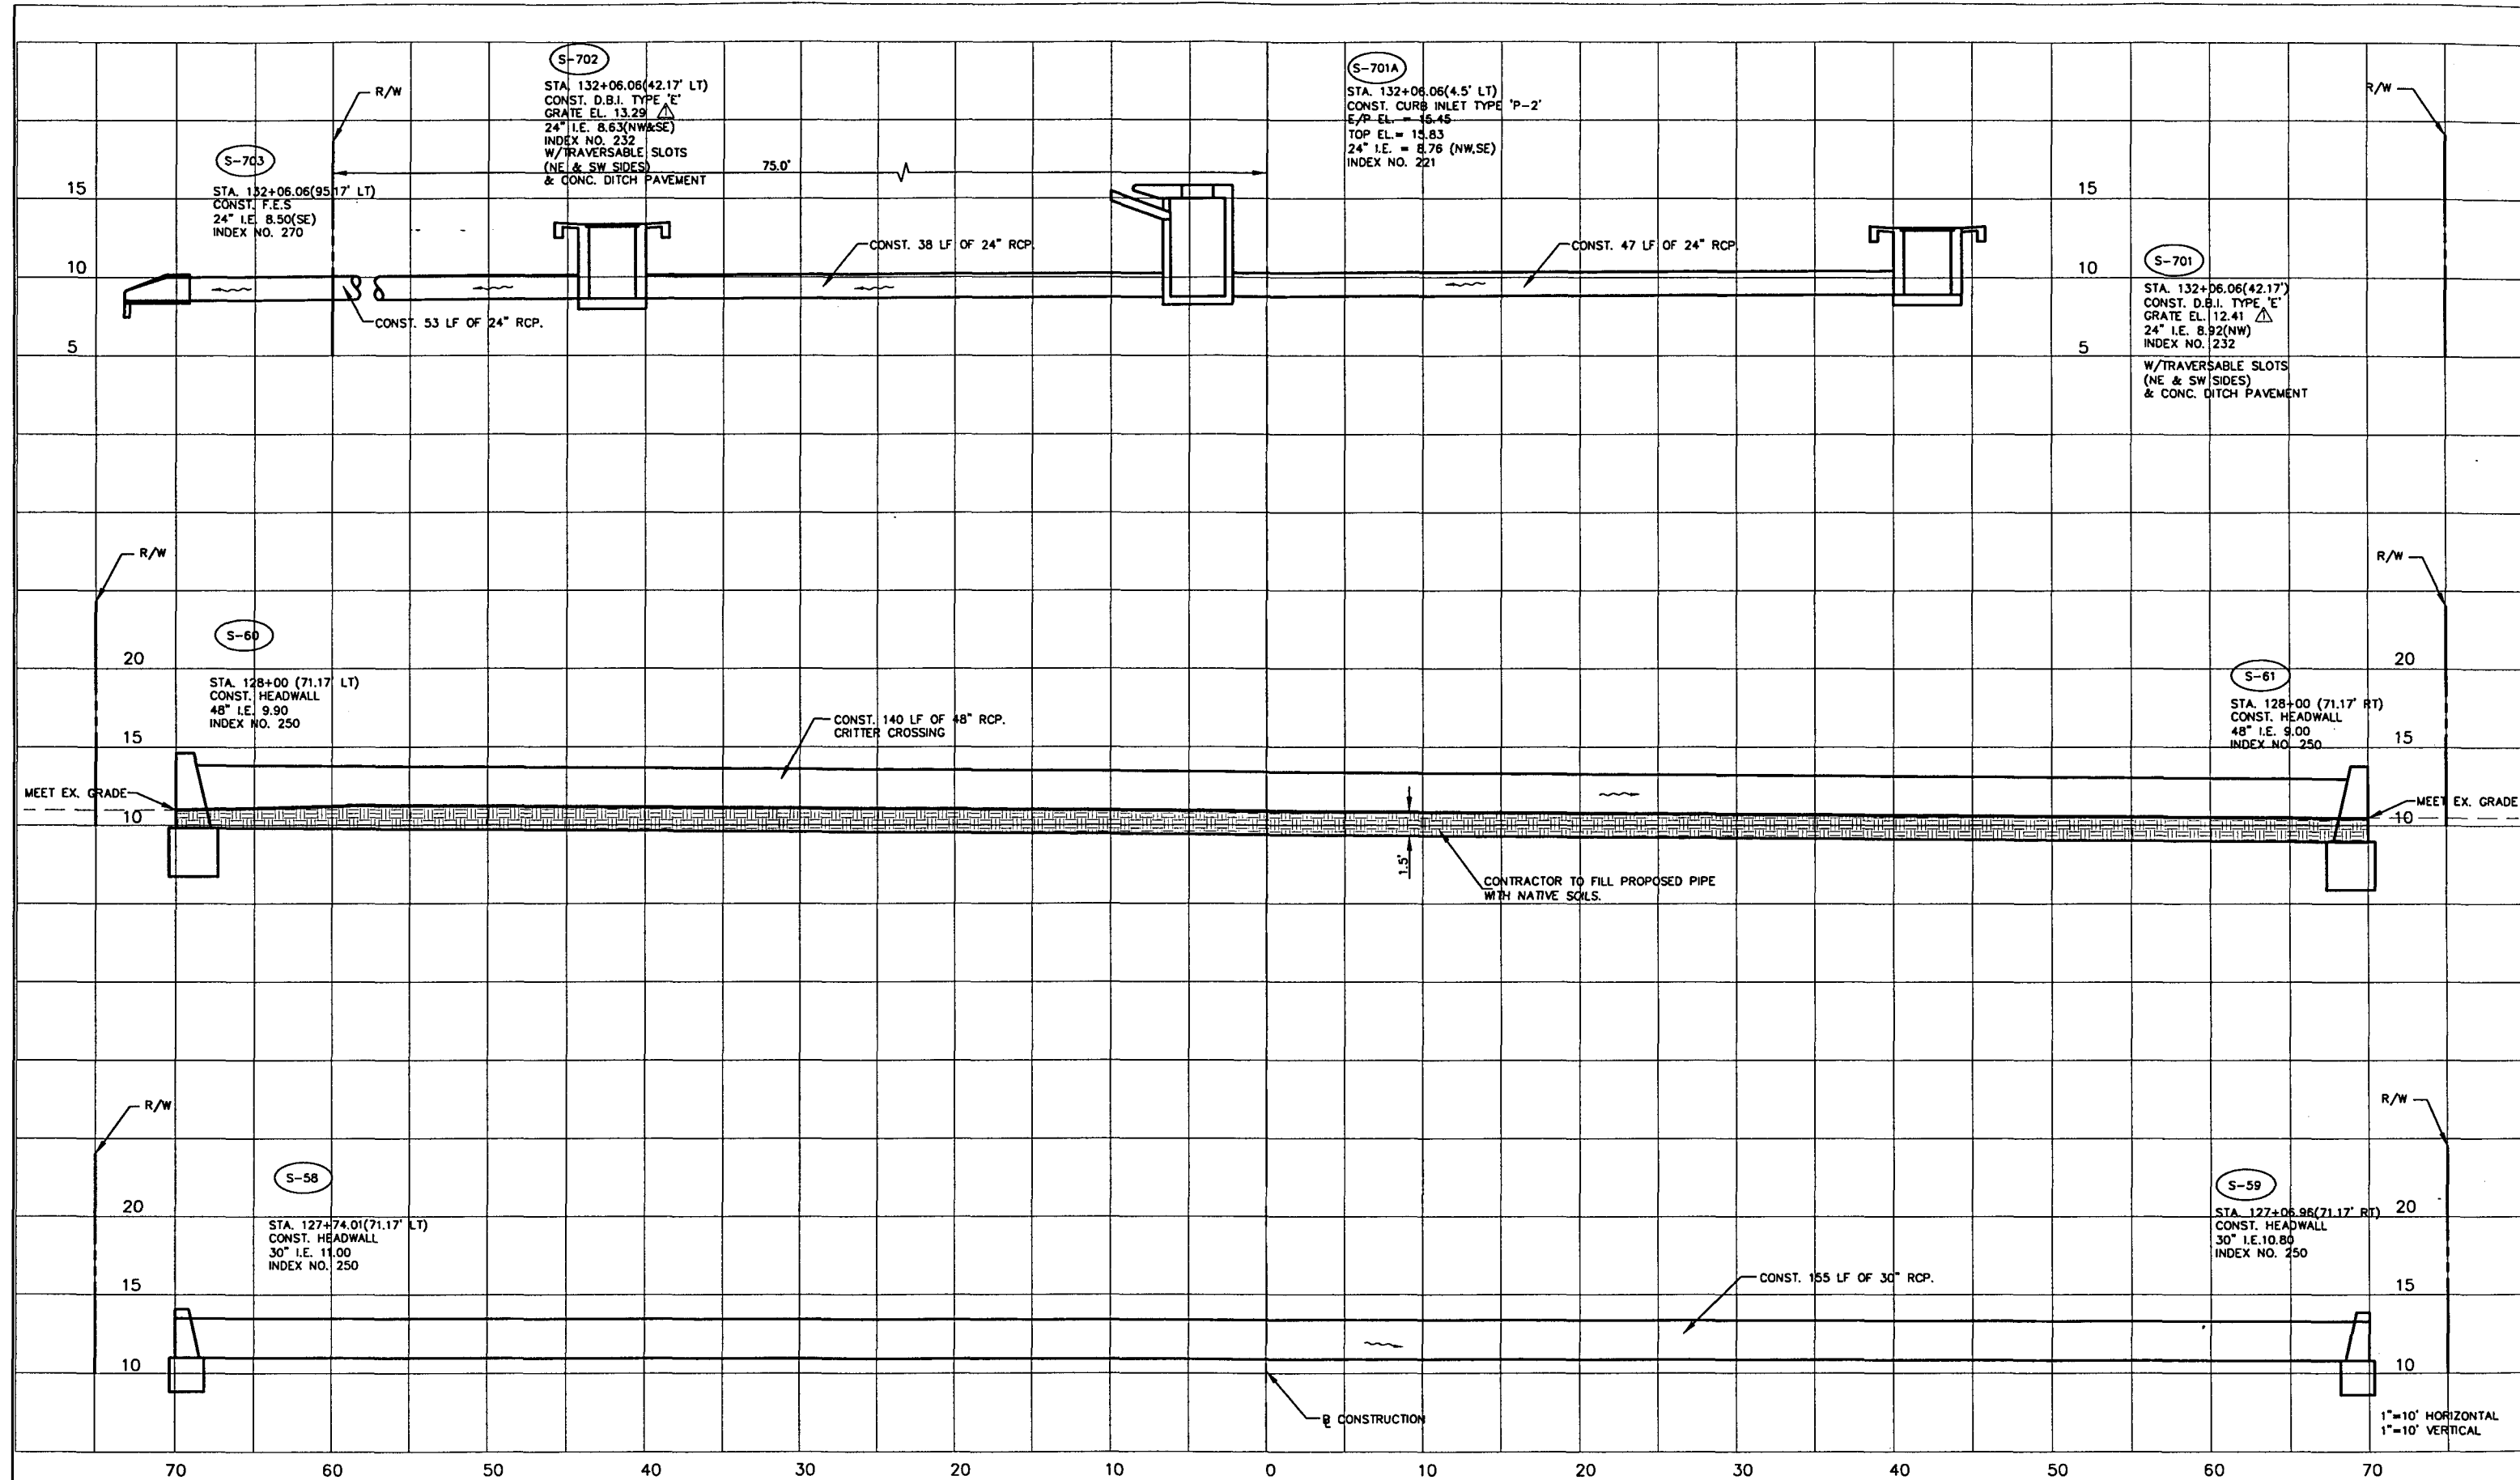 S-702
STA. 132+06.06(42.17' LT)
CONST. D.B.I. TYPE 'E'
GRATE EL. 13.29 1
24" I.E. 8.63(NW&SE)
INDEX NO. 232
W/TRAVERSABLE SLOTS
(NE & SW SIDES)
& CONC. DITCH PAVEMENT
S-701A
STA. 132+06.06(4.5' LT)
CONST. CURB INLET TYPE 'P-2'
E/P EL. = 15.45
TOP EL.= 15.83
24" I.E. = 8.76 (NW,SE)
INDEX NO. 221
R/W
R/W
S-703
STA. 132+06.06(95.17' LT)
CONST. F.E.S
24" I.E. 8.50(SE)
INDEX NO. 270
75.0'
15
15
CONST. 38 LF OF 24" RCP.
CONST. 47 LF OF 24" RCP.
10
10
CONST. 53 LF OF 24" RCP.
5
5
S-701
STA. 132+06.06(42.17')
CONST. D.B.I. TYPE 'E'
GRATE EL. 12.41 1
24" I.E. 8.92(NW)
INDEX NO. 232
W/TRAVERSABLE SLOTS
(NE & SW SIDES)
& CONC. DITCH PAVEMENT
R/W
R/W
S-60
STA. 128+00 (71.17' LT)
CONST. HEADWALL
48" I.E. 9.90
INDEX NO. 250
20
20
S-61
STA. 128+00 (71.17' RT)
CONST. HEADWALL
48" I.E. 9.00
INDEX NO. 250
CONST. 140 LF OF 48" RCP.
CRITTER CROSSING
15
15
MEET EX. GRADE
MEET EX. GRADE
10
10
1.5'
CONTRACTOR TO FILL PROPOSED PIPE
WITH NATIVE SOILS.
R/W
R/W
S-58
STA. 127+74.01(71.17' LT)
CONST. HEADWALL
30" I.E. 11.00
INDEX NO. 250
20
20
S-59
STA. 127+06.96(71.17' RT)
CONST. HEADWALL
30" I.E.10.80
INDEX NO. 250
15
15
CONST. 155 LF OF 30" RCP.
10
10
℄ CONSTRUCTION
1"=10' HORIZONTAL
1"=10' VERTICAL
70 60 50 40 30 20 10 0 10 20 30 40 50 60 70